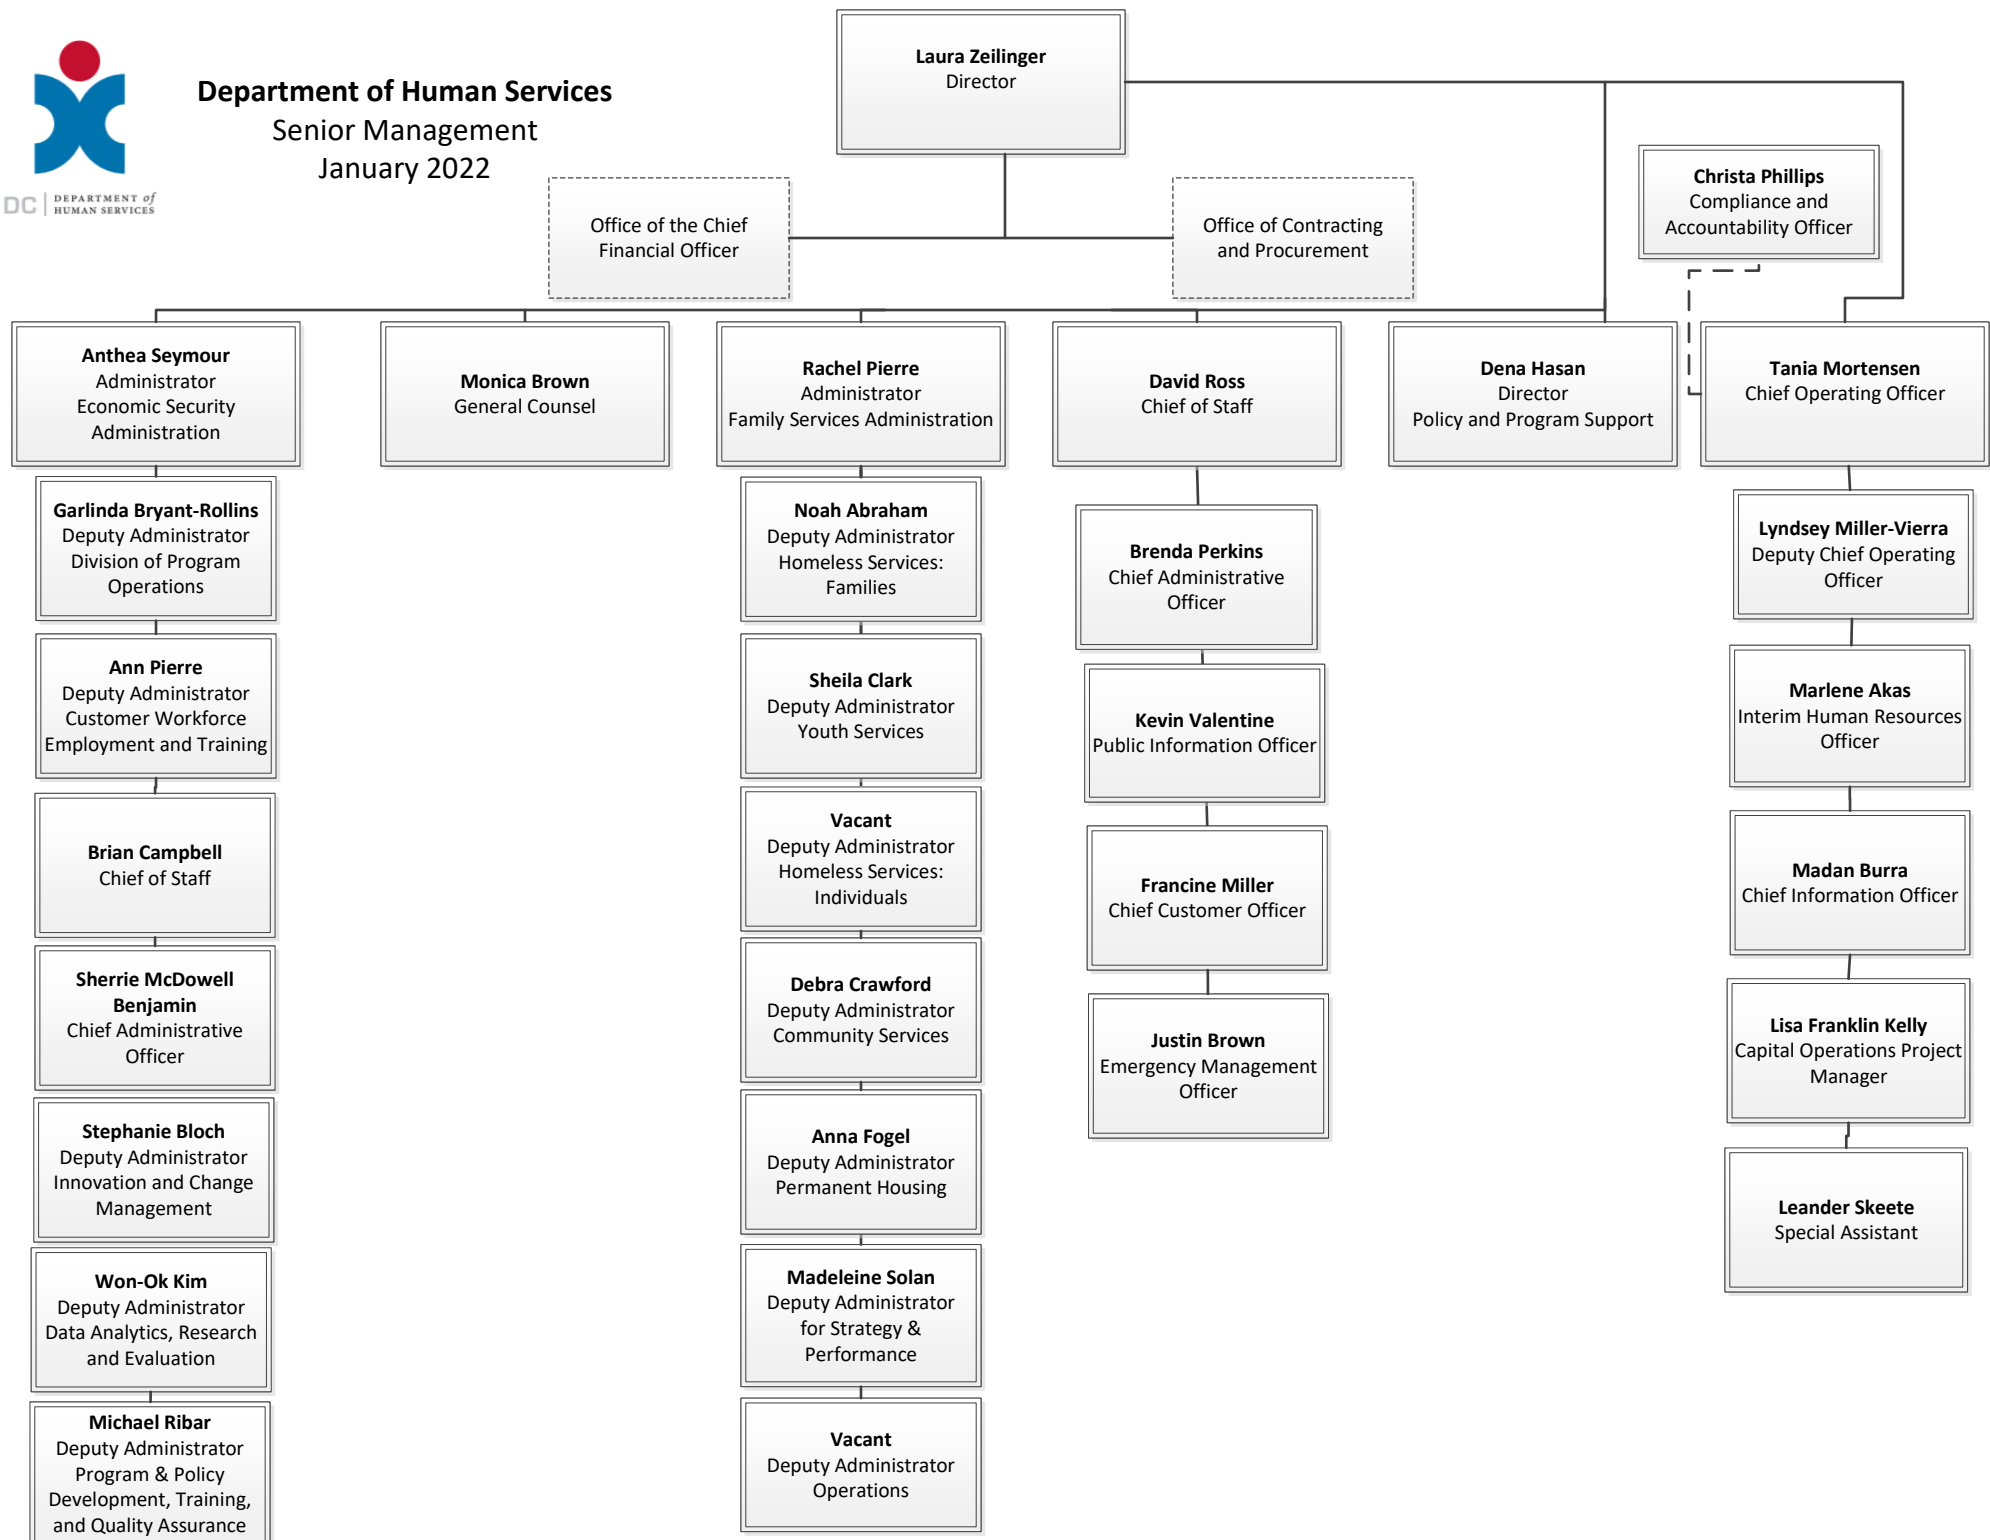 DC
DEPARTMENT of
HUMAN SERVICES
Department of Human Services
Senior Management
January 2022
Laura Zeilinger
Director
Office of the Chief
Financial Officer
Office of Contracting
and Procurement
Christa Phillips
Compliance and
Accountability Officer
Anthea Seymour
Administrator
Economic Security
Administration
Monica Brown
General Counsel
Rachel Pierre
Administrator
Family Services Administration
David Ross
Chief of Staff
Dena Hasan
Director
Policy and Program Support
Tania Mortensen
Chief Operating Officer
Garlinda Bryant-Rollins
Deputy Administrator
Division of Program
Operations
Ann Pierre
Deputy Administrator
Customer Workforce
Employment and Training
Brian Campbell
Chief of Staff
Sherrie McDowell
Benjamin
Chief Administrative
Officer
Stephanie Bloch
Deputy Administrator
Innovation and Change
Management
Won-Ok Kim
Deputy Administrator
Data Analytics, Research
and Evaluation
Michael Ribar
Deputy Administrator
Program & Policy
Development, Training,
and Quality Assurance
Noah Abraham
Deputy Administrator
Homeless Services:
Families
Sheila Clark
Deputy Administrator
Youth Services
Vacant
Deputy Administrator
Homeless Services:
Individuals
Debra Crawford
Deputy Administrator
Community Services
Anna Fogel
Deputy Administrator
Permanent Housing
Madeleine Solan
Deputy Administrator
for Strategy &
Performance
Vacant
Deputy Administrator
Operations
Brenda Perkins
Chief Administrative
Officer
Kevin Valentine
Public Information Officer
Francine Miller
Chief Customer Officer
Justin Brown
Emergency Management
Officer
Lyndsey Miller-Vierra
Deputy Chief Operating
Officer
Marlene Akas
Interim Human Resources
Officer
Madan Burra
Chief Information Officer
Lisa Franklin Kelly
Capital Operations Project
Manager
Leander Skeete
Special Assistant